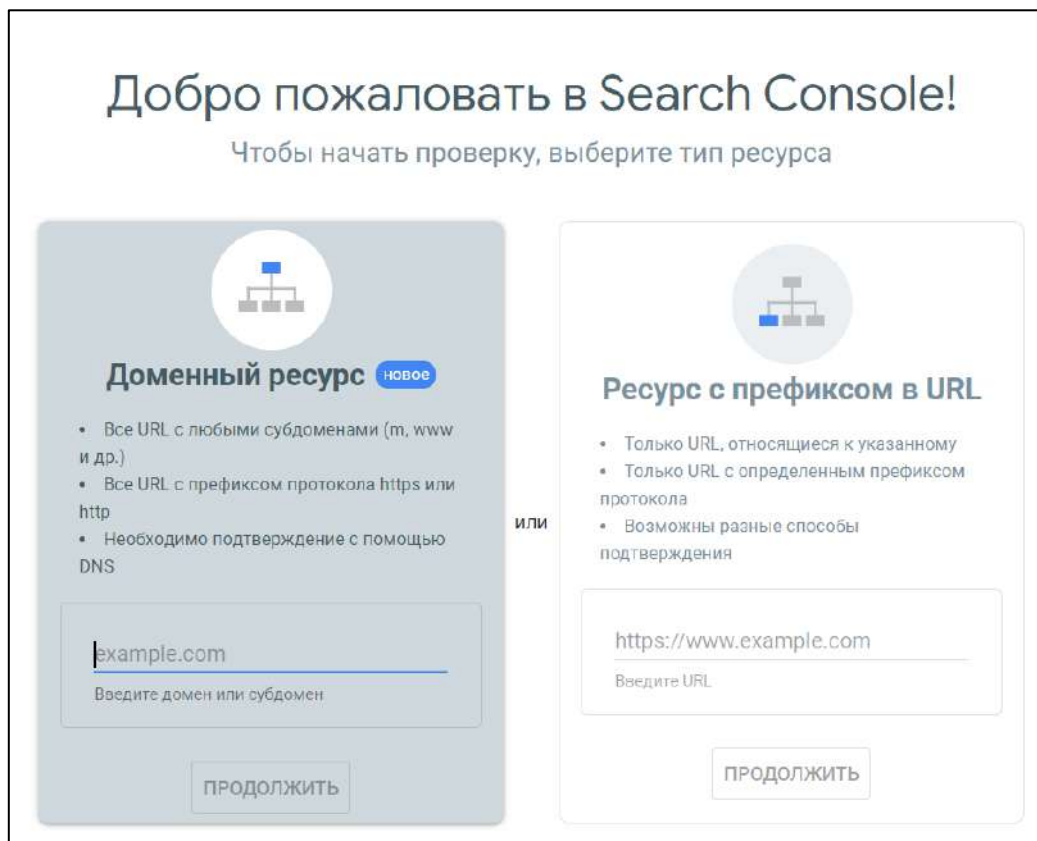 Добро пожаловать в Search Console!
Чтобы начать проверку, выберите тип ресурса
Доменный ресурс новое
• Все URL с любыми субдоменами (m, www
и др.)
• Все URL с префиксом протокола https или
http
• Необходимо подтверждение с помощью
DNS
example.com
Введите домен или субдомен
ПРОДОЛЖИТЬ
или
Ресурс с префиксом в URL
• Только URL, относящиеся к указанному
• Только URL с определенным префиксом
протокола
• Возможны разные способы
подтверждения
https://www.example.com
Введите URL
ПРОДОЛЖИТЬ